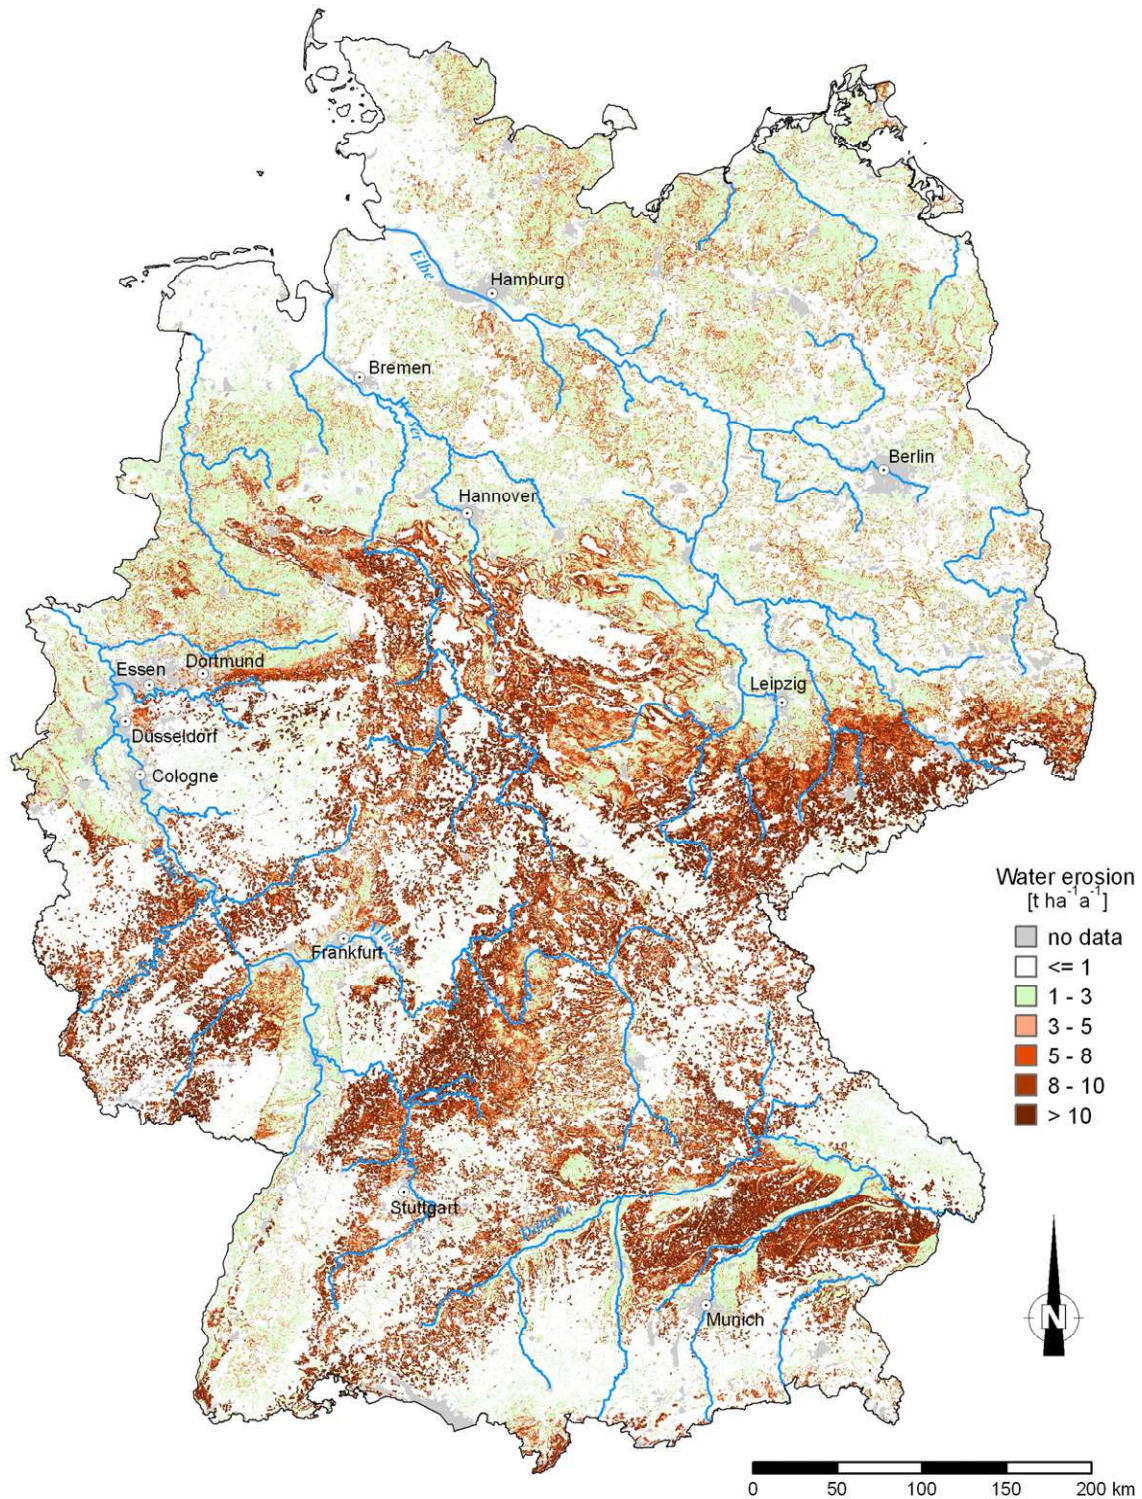 Elbe
Hamburg
Bremen
Weser
Berlin
Hannover
Essen
Dortmund
Leipzig
Düsseldorf
Cologne
Rhine
Water erosion
[t ha⁻¹ a⁻¹]
no data
<= 1
1 - 3
3 - 5
5 - 8
8 - 10
> 10
Main
Frankfurt
Stuttgart
Munich
N
0 50 100 150 200 km